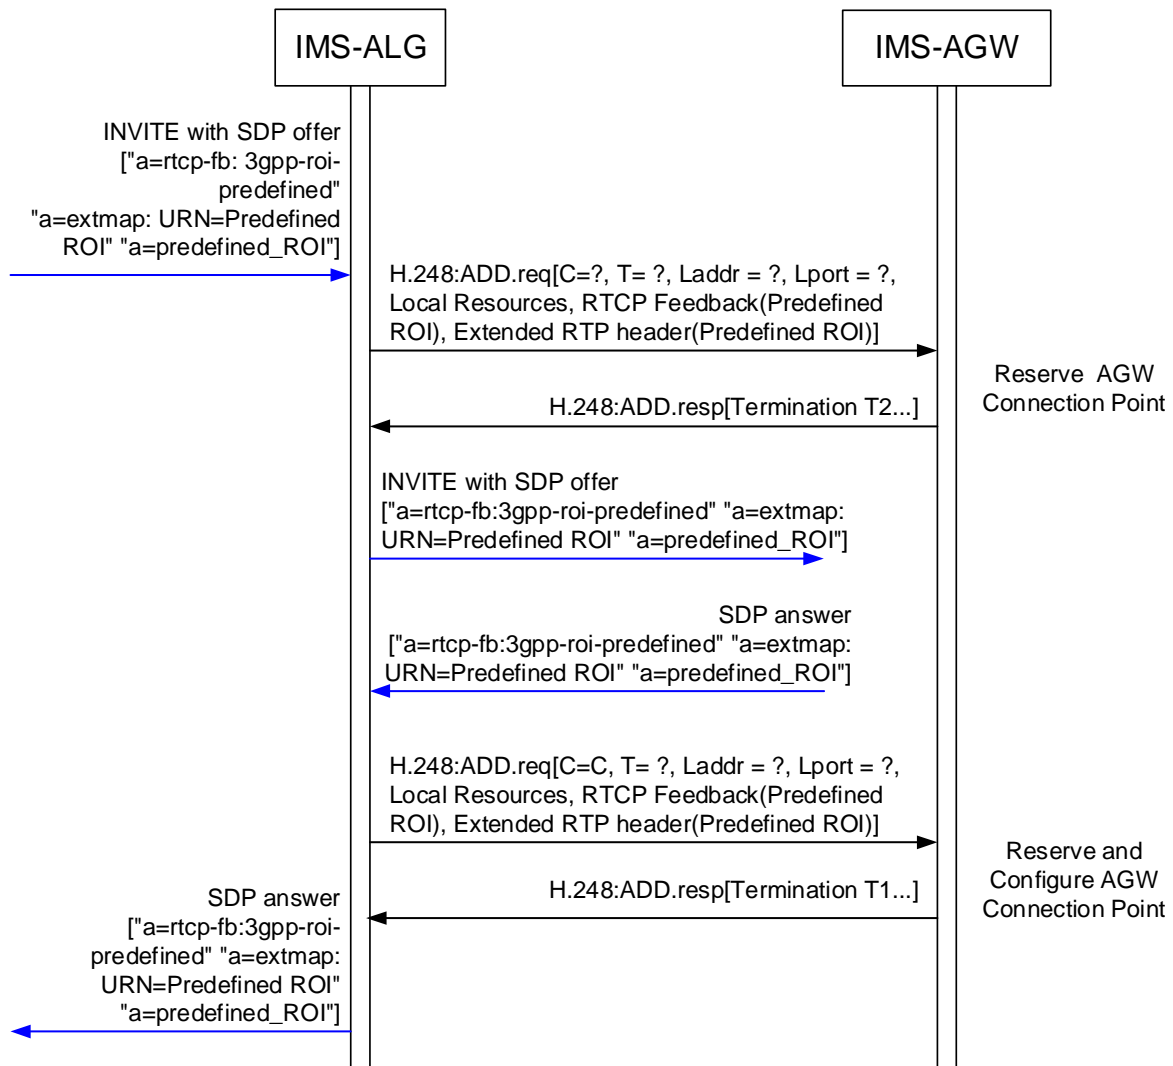 IMS-ALG
IMS-AGW
INVITE with SDP offer
["a=rtcp-fb: 3gpp-roi-
predefined"
"a=extmap: URN=Predefined
ROI" "a=predefined_ROI"]
H.248:ADD.req[C=?, T= ?, Laddr = ?, Lport = ?,
Local Resources, RTCP Feedback(Predefined
ROI), Extended RTP header(Predefined ROI)]
Reserve  AGW
Connection Point
H.248:ADD.resp[Termination T2...]
INVITE with SDP offer
["a=rtcp-fb:3gpp-roi-predefined" "a=extmap:
URN=Predefined ROI" "a=predefined_ROI"]
SDP answer
["a=rtcp-fb:3gpp-roi-predefined" "a=extmap:
URN=Predefined ROI" "a=predefined_ROI"]
H.248:ADD.req[C=C, T= ?, Laddr = ?, Lport = ?,
Local Resources, RTCP Feedback(Predefined
ROI), Extended RTP header(Predefined ROI)]
Reserve and
Configure AGW
Connection Point
H.248:ADD.resp[Termination T1...]
SDP answer
["a=rtcp-fb:3gpp-roi-
predefined" "a=extmap:
URN=Predefined ROI"
"a=predefined_ROI"]